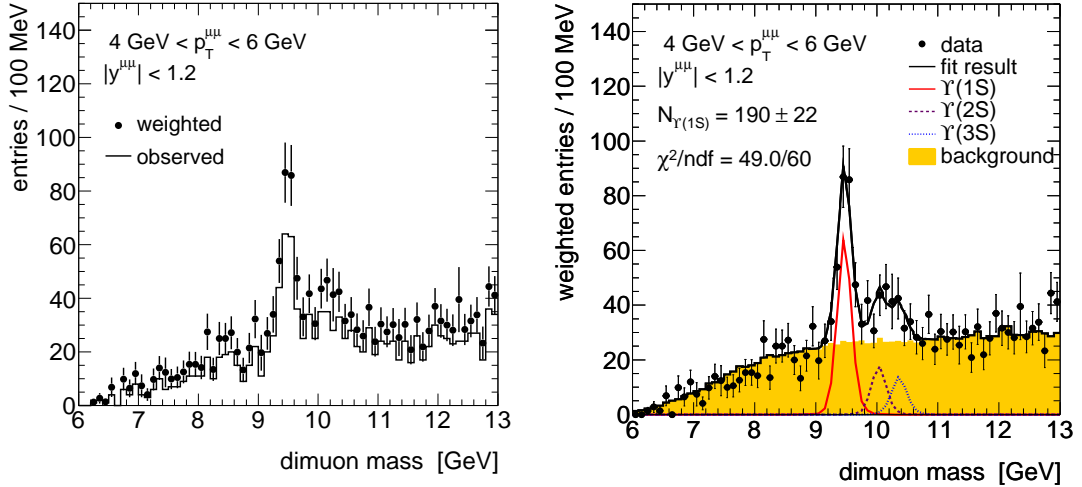 entries / 100 MeV
140
120
100
80
60
40
20
0
4 GeV < p_T^μμ < 6 GeV
|y^μμ| < 1.2
weighted
observed
6 7 8 9 10 11 12 13
dimuon mass [GeV]
weighted entries / 100 MeV
140
120
100
80
60
40
20
0
4 GeV < p_T^μμ < 6 GeV
|y^μμ| < 1.2
N_ϒ(1S) = 190 ± 22
χ²/ndf = 49.0/60
data
fit result
ϒ(1S)
ϒ(2S)
ϒ(3S)
background
6 7 8 9 10 11 12 13
dimuon mass [GeV]